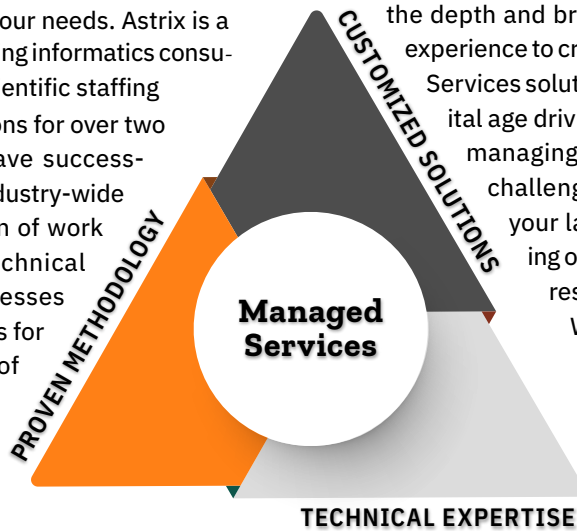 our needs. Astrix is a
ng informatics consu-
entific staffing
ons for over two
ave success-
dustry-wide
n of work
chnical
esses
s for
of
the depth and br
experience to cr
Services solut
ital age driv
managing
challeng
your la
ing o
res
CUSTOMIZED SOLUTIONS
PROVEN METHODOLOGY
Managed
Services
TECHNICAL EXPERTISE